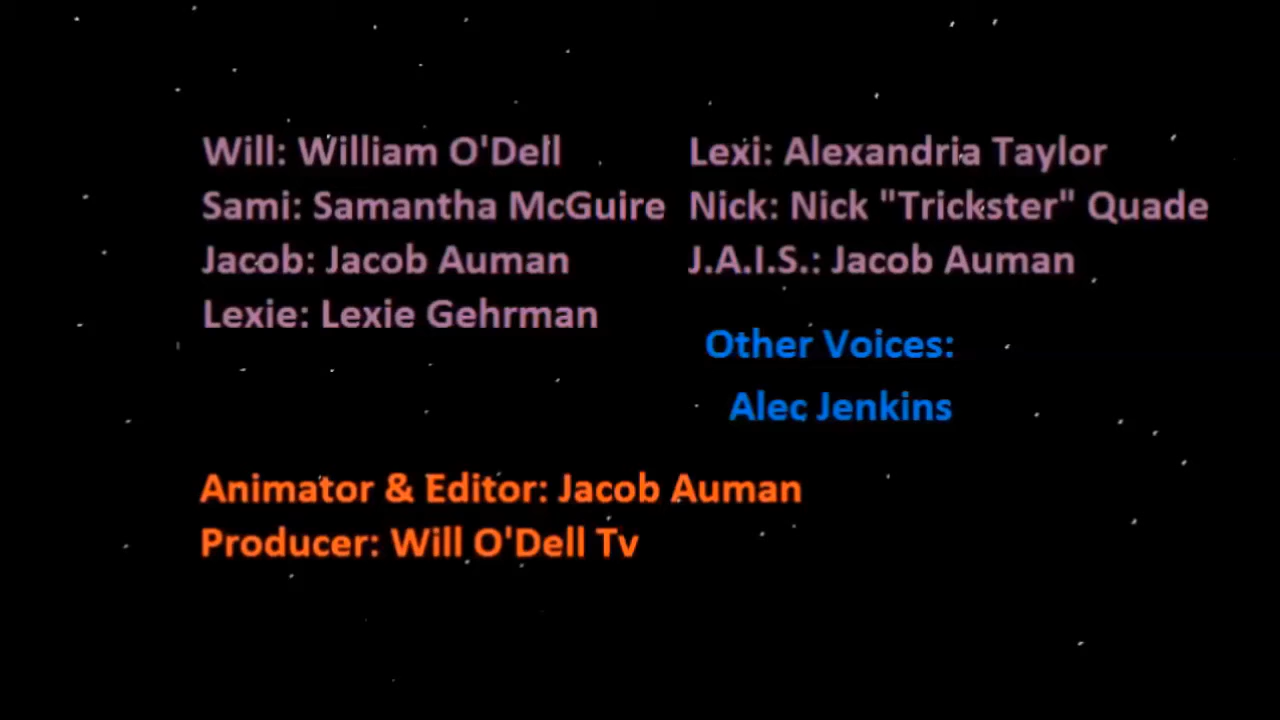 Will: William O'Dell
Sami: Samantha McGuire
Jacob: Jacob Auman
Lexie: Lexie Gehrman
Lexi: Alexandria Taylor
Nick: Nick "Trickster" Quade
J.A.I.S.: Jacob Auman
Other Voices:
Alec Jenkins
Animator & Editor: Jacob Auman
Producer: Will O'Dell Tv